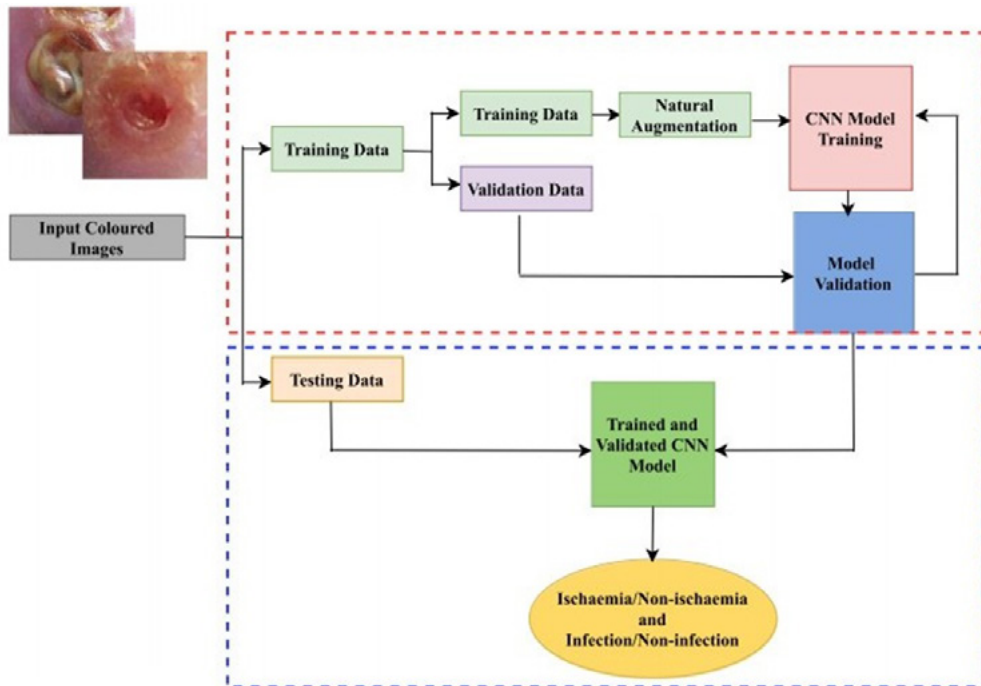 Training Data
Natural
Augmentation
CNN Model
Training
Training Data
Validation Data
Input Coloured
Images
Model
Validation
Testing Data
Trained and
Validated CNN
Model
Ischaemia/Non-ischaemia
and
Infection/Non-infection